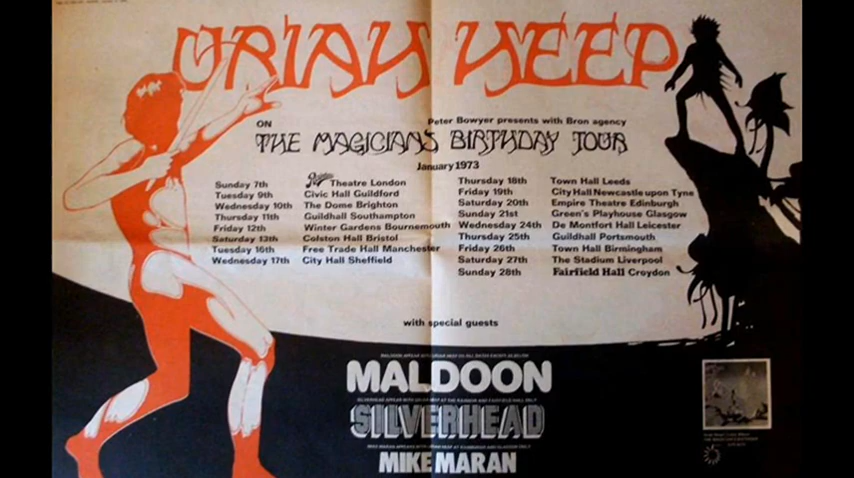 URIAH HEEP
ON
Peter Bowyer presents with Bron agency
THE MAGICIANS BIRTHDAY TOUR
January 1973
Sunday 7th Rainbow Theatre London
Tuesday 9th Civic Hall Guildford
Wednesday 10th The Dome Brighton
Thursday 11th Guildhall Southampton
Friday 12th Winter Gardens Bournemouth
Saturday 13th Colston Hall Bristol
Tuesday 16th Free Trade Hall Manchester
Wednesday 17th City Hall Sheffield
Thursday 18th Town Hall Leeds
Friday 19th City Hall Newcastle upon Tyne
Saturday 20th Empire Theatre Edinburgh
Sunday 21st Green's Playhouse Glasgow
Wednesday 24th De Montfort Hall Leicester
Thursday 25th Guildhall Portsmouth
Friday 26th Town Hall Birmingham
Saturday 27th The Stadium Liverpool
Sunday 28th Fairfield Hall Croydon
with special guests
MALDOON
SILVERHEAD
MIKE MARAN